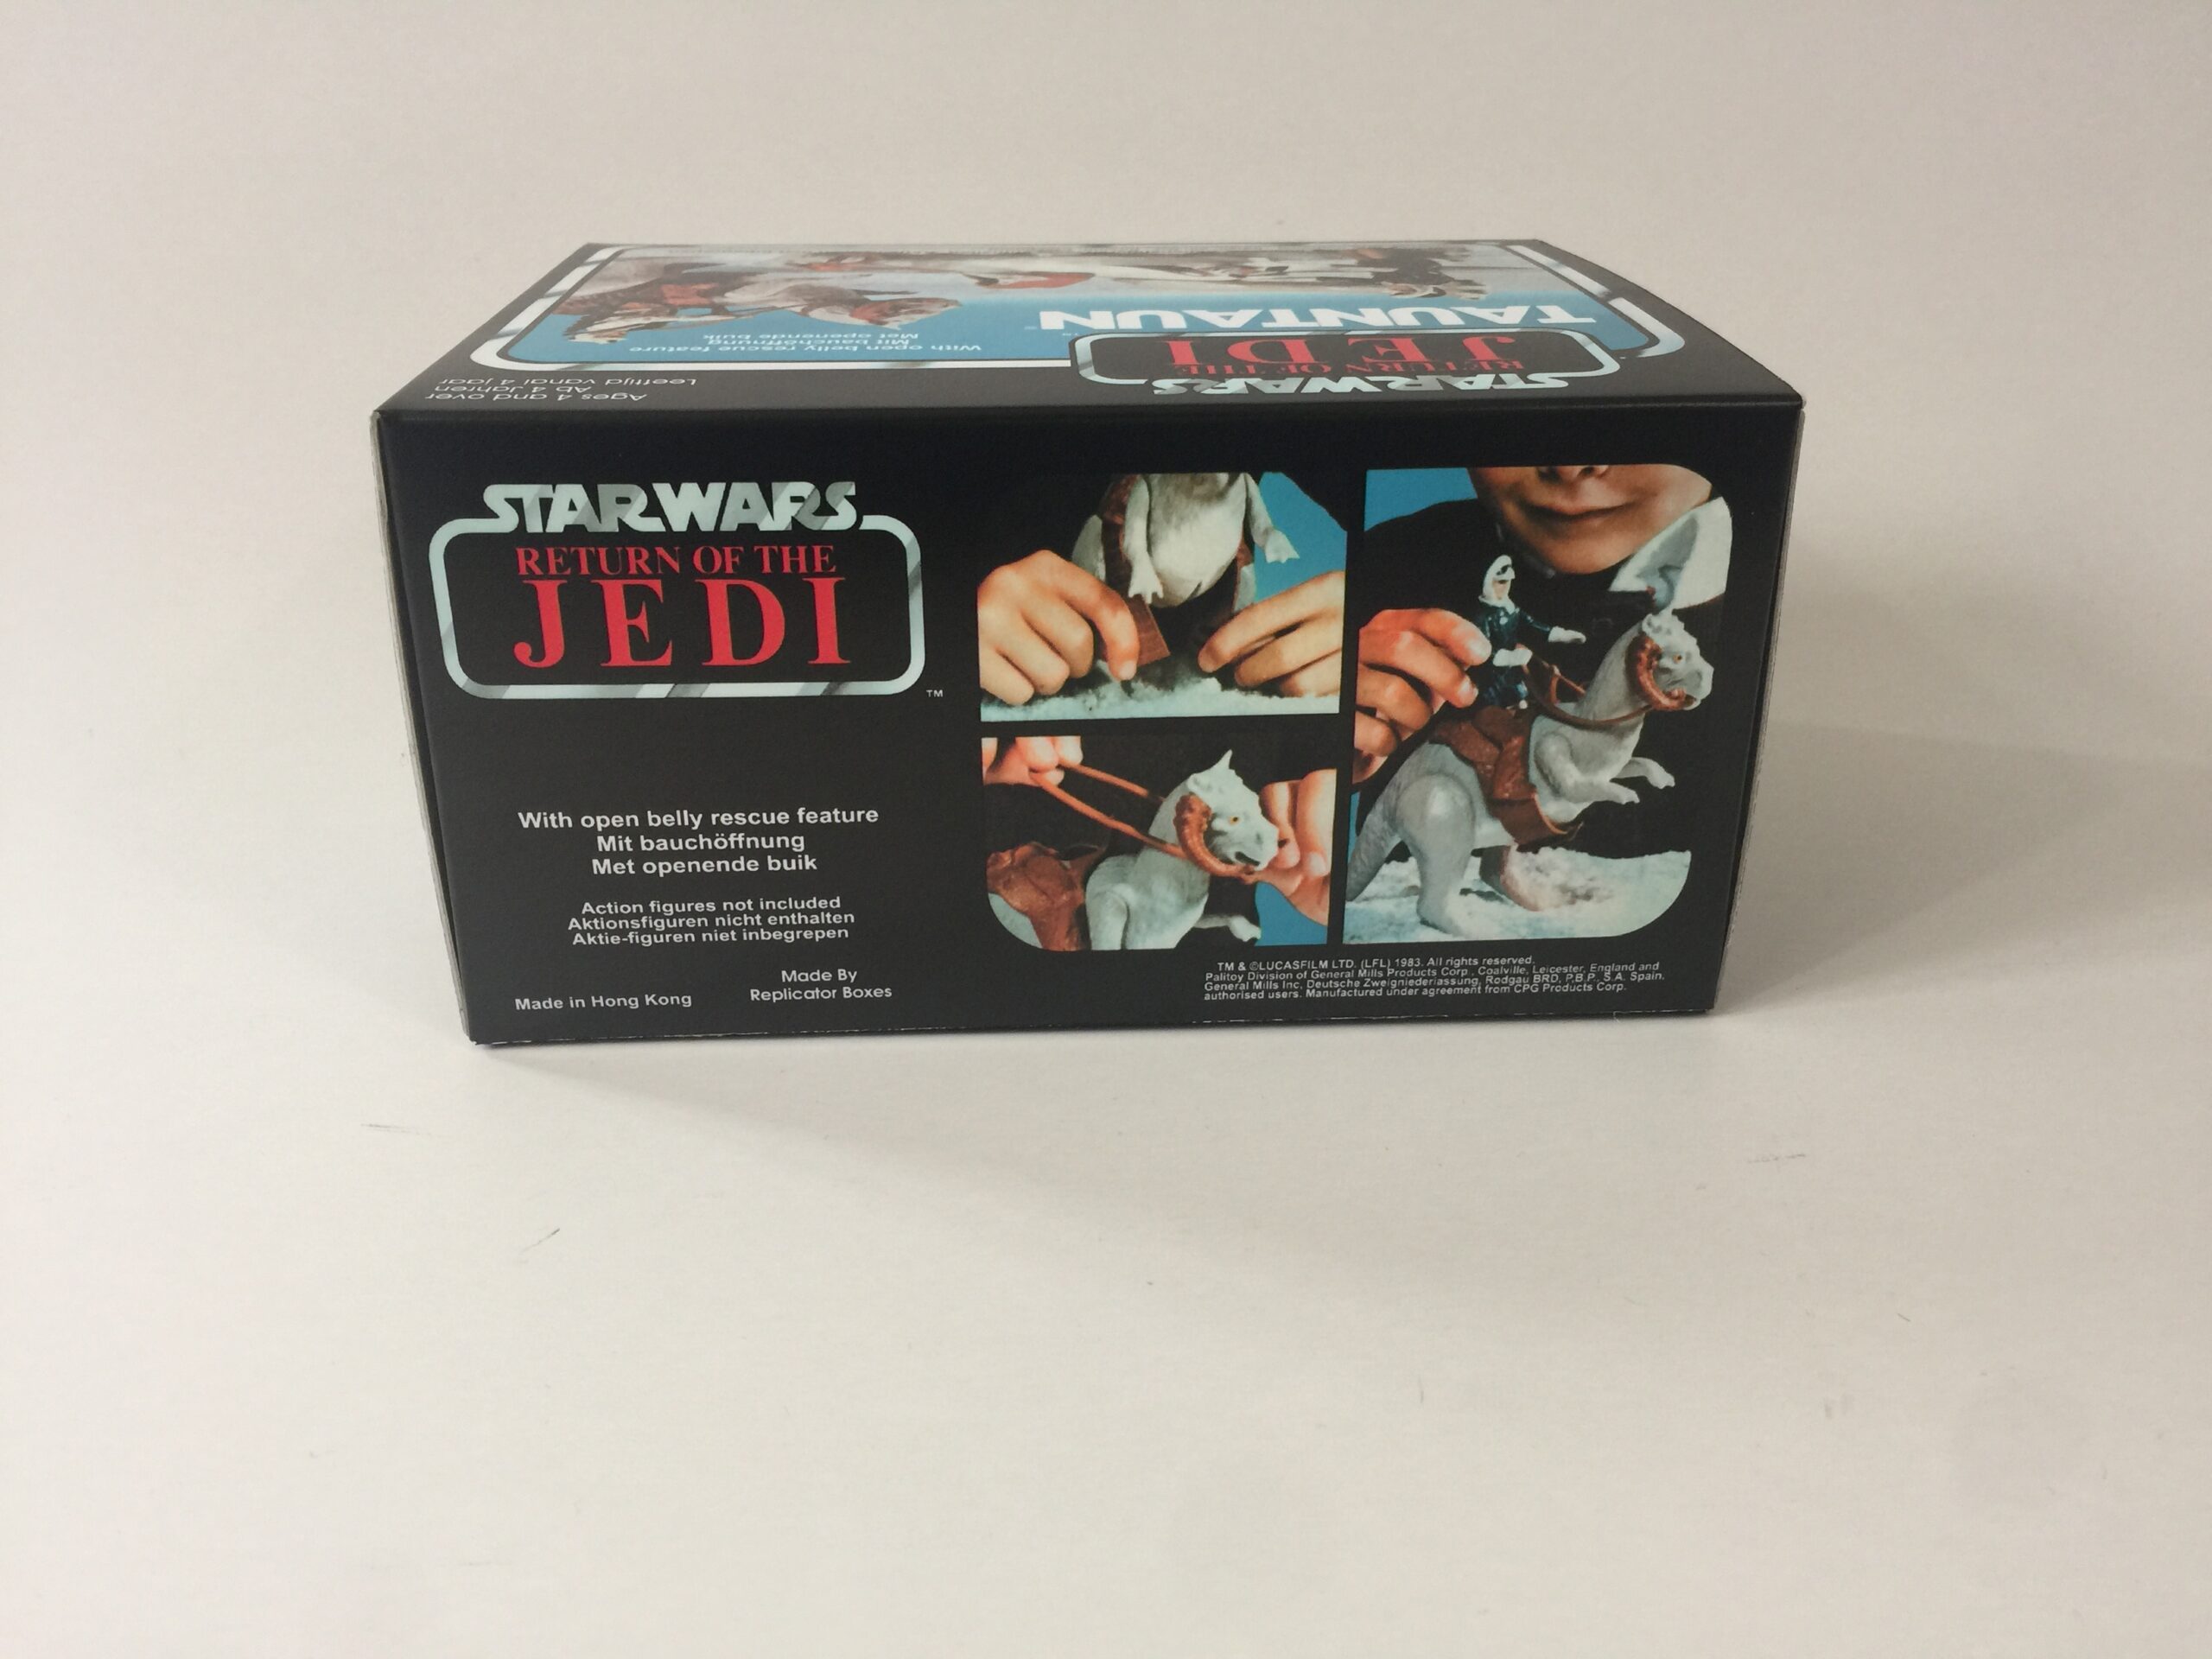 With open belly rescue feature
Mit bauchöffnung
Met openende buik
TAUNTAUN
STAR WARS
RETURN OF THE
JEDI
Ages 4 and over
Ab 4 Jahren
Leeftijd vanaf 4 jaar
STAR WARS
RETURN OF THE
JEDI
TM
With open belly rescue feature
Mit bauchöffnung
Met openende buik
Action figures not included
Aktionsfiguren nicht enthalten
Aktie-figuren niet inbegrepen
Made in Hong Kong
Made By
Replicator Boxes
TM & ©LUCASFILM LTD. (LFL) 1983. All rights reserved.
Palitoy Division of General Mills Products Corp., Coalville, Leicester, England and
General Mills Inc, Deutsche Zweigniederlassung, Rodgau BRD, P.B.P. S.A. Spain.
authorised users. Manufactured under agreement from CPG Products Corp.